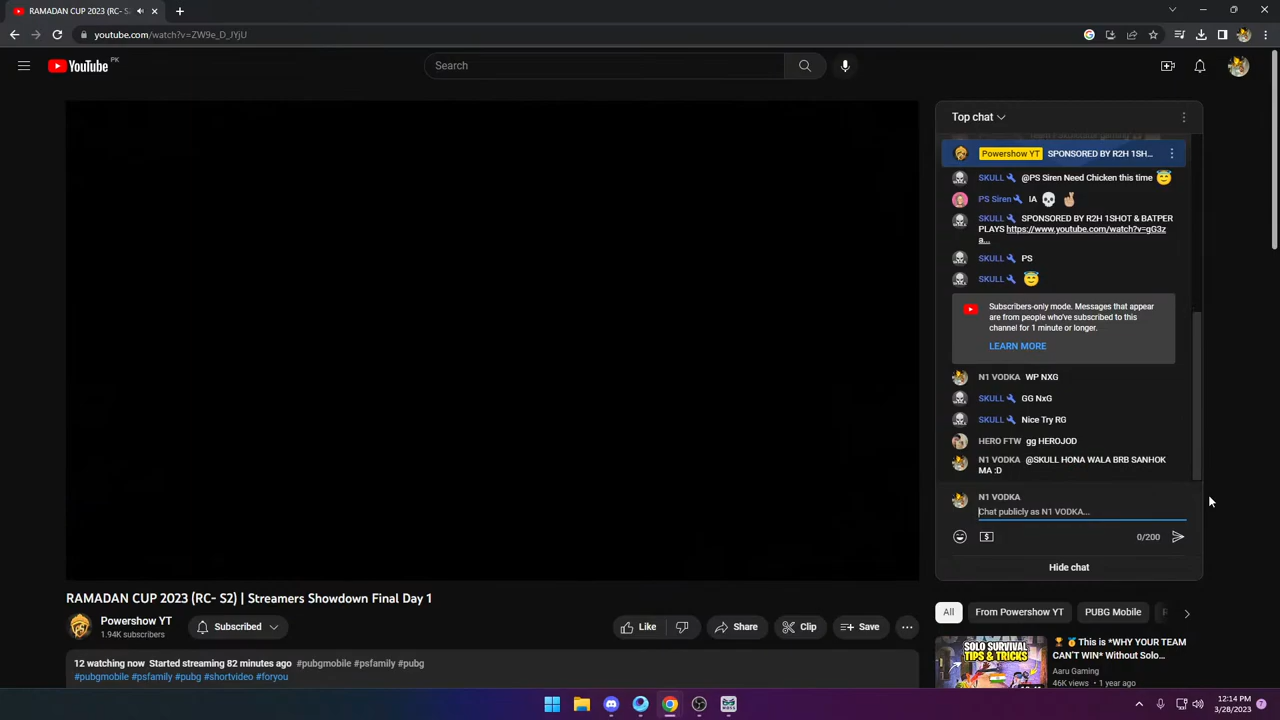 RAMADAN CUP 2023 (RC- S
youtube.com/watch?v=ZW9e_D_JYjU
YouTube PK
Search
Top chat
Powershow YT SPONSORED BY R2H 1SH...
SKULL @PS Siren Need Chicken this time
PS Siren IA
SKULL SPONSORED BY R2H 1SHOT & BATPER
PLAYS https://www.youtube.com/watch?v=gG3z
a...
SKULL PS
SKULL
Subscribers-only mode. Messages that appear
are from people who've subscribed to this
channel for 1 minute or longer.
LEARN MORE
N1 VODKA WP NXG
SKULL GG NxG
SKULL Nice Try RG
HERO FTW gg HEROJOD
N1 VODKA @SKULL HONA WALA BRB SANHOK
MA :D
N1 VODKA
Chat publicly as N1 VODKA...
0/200
Hide chat
RAMADAN CUP 2023 (RC- S2) | Streamers Showdown Final Day 1
Powershow YT
1.94K subscribers
Subscribed
Like
Share
Clip
Save
12 watching now Started streaming 82 minutes ago #pubgmobile #psfamily #pubg
#pubgmobile #psfamily #pubg #shortvideo #foryou
All
From Powershow YT
PUBG Mobile
SOLO SURVIVAL
TIPS & TRICKS
This is *WHY YOUR TEAM
CAN'T WIN* Without Solo...
Aaru Gaming
46K views • 1 year ago
12:14 PM
3/28/2023